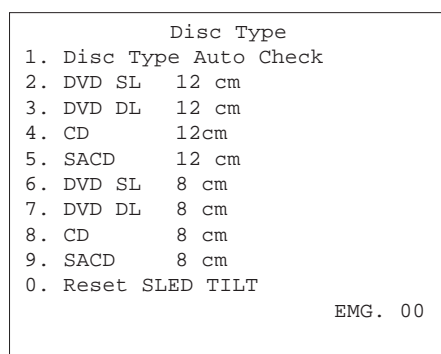 Disc Type
1. Disc Type Auto Check
2. DVD SL 12 cm
3. DVD DL 12 cm
4. CD 12cm
5. SACD 12 cm
6. DVD SL 8 cm
7. DVD DL 8 cm
8. CD 8 cm
9. SACD 8 cm
0. Reset SLED TILT
EMG. 00